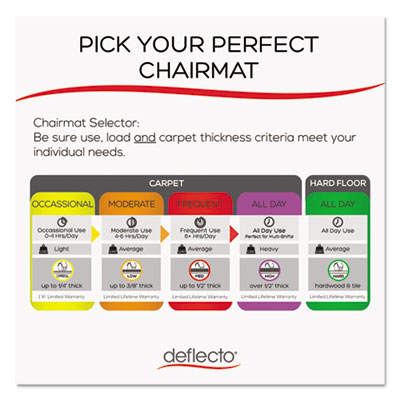 PICK YOUR PERFECT
CHAIRMAT
Chairmat Selector:
Be sure use, load and carpet thickness criteria meet your
individual needs.
CARPET HARD FLOOR
OCCASSIONAL MODERATE FREQUENT ALL DAY ALL DAY
Occassional Use Moderate Use Frequent Use All Day Use All Day Use
0-4 Hrs/Day 4-6 Hrs/Day 6+ Hrs/Day Perfect for Multi-Shifts
Light Average Average Heavy Average
LOW MED HIGH HARD
up to 1/4" thick up to 3/8" thick up to 1/2" thick over 1/2" thick hardwood & tile
1 Yr. Limited Warranty Limited Lifetime Warranty Limited Lifetime Warranty Limited Lifetime Warranty Limited Lifetime Warranty
deflecto®